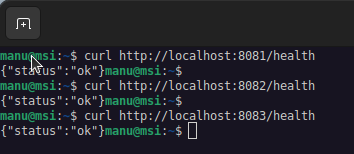 manu@msi:~$ curl http://localhost:8081/health
{"status":"ok"}manu@msi:~$
manu@msi:~$ curl http://localhost:8082/health
{"status":"ok"}manu@msi:~$
manu@msi:~$ curl http://localhost:8083/health
{"status":"ok"}manu@msi:~$